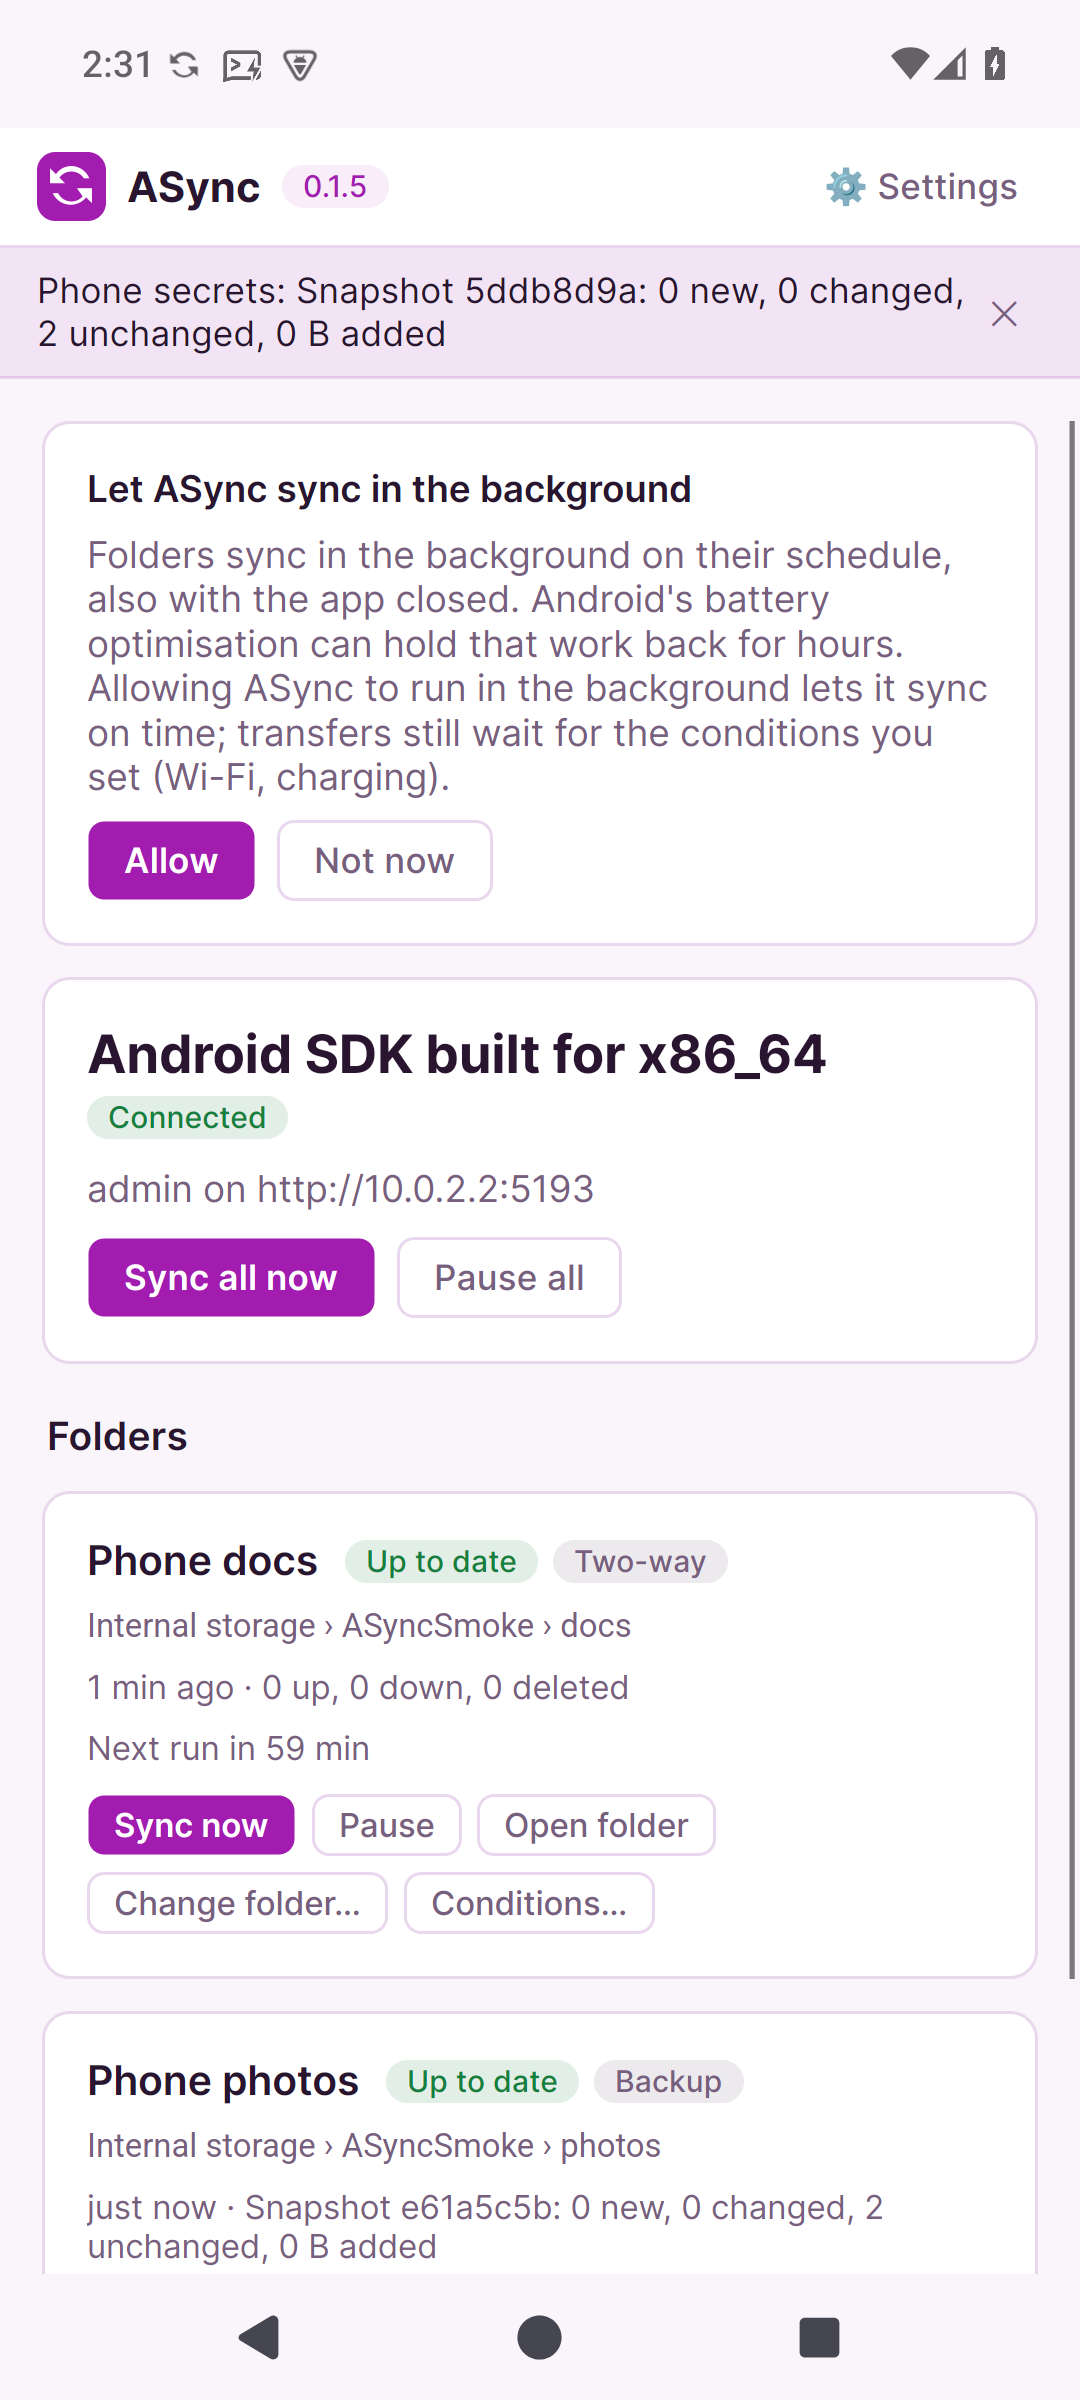 2:31
ASync 0.1.5
⚙️ Settings
Phone secrets: Snapshot 5ddb8d9a: 0 new, 0 changed,
2 unchanged, 0 B added
Let ASync sync in the background
Folders sync in the background on their schedule,
also with the app closed. Android's battery
optimisation can hold that work back for hours.
Allowing ASync to run in the background lets it sync
on time; transfers still wait for the conditions you
set (Wi-Fi, charging).
Allow Not now
Android SDK built for x86_64
Connected
admin on http://10.0.2.2:5193
Sync all now Pause all
Folders
Phone docs Up to date Two-way
Internal storage › ASyncSmoke › docs
1 min ago · 0 up, 0 down, 0 deleted
Next run in 59 min
Sync now Pause Open folder
Change folder... Conditions...
Phone photos Up to date Backup
Internal storage › ASyncSmoke › photos
just now · Snapshot e61a5c5b: 0 new, 0 changed, 2
unchanged, 0 B added